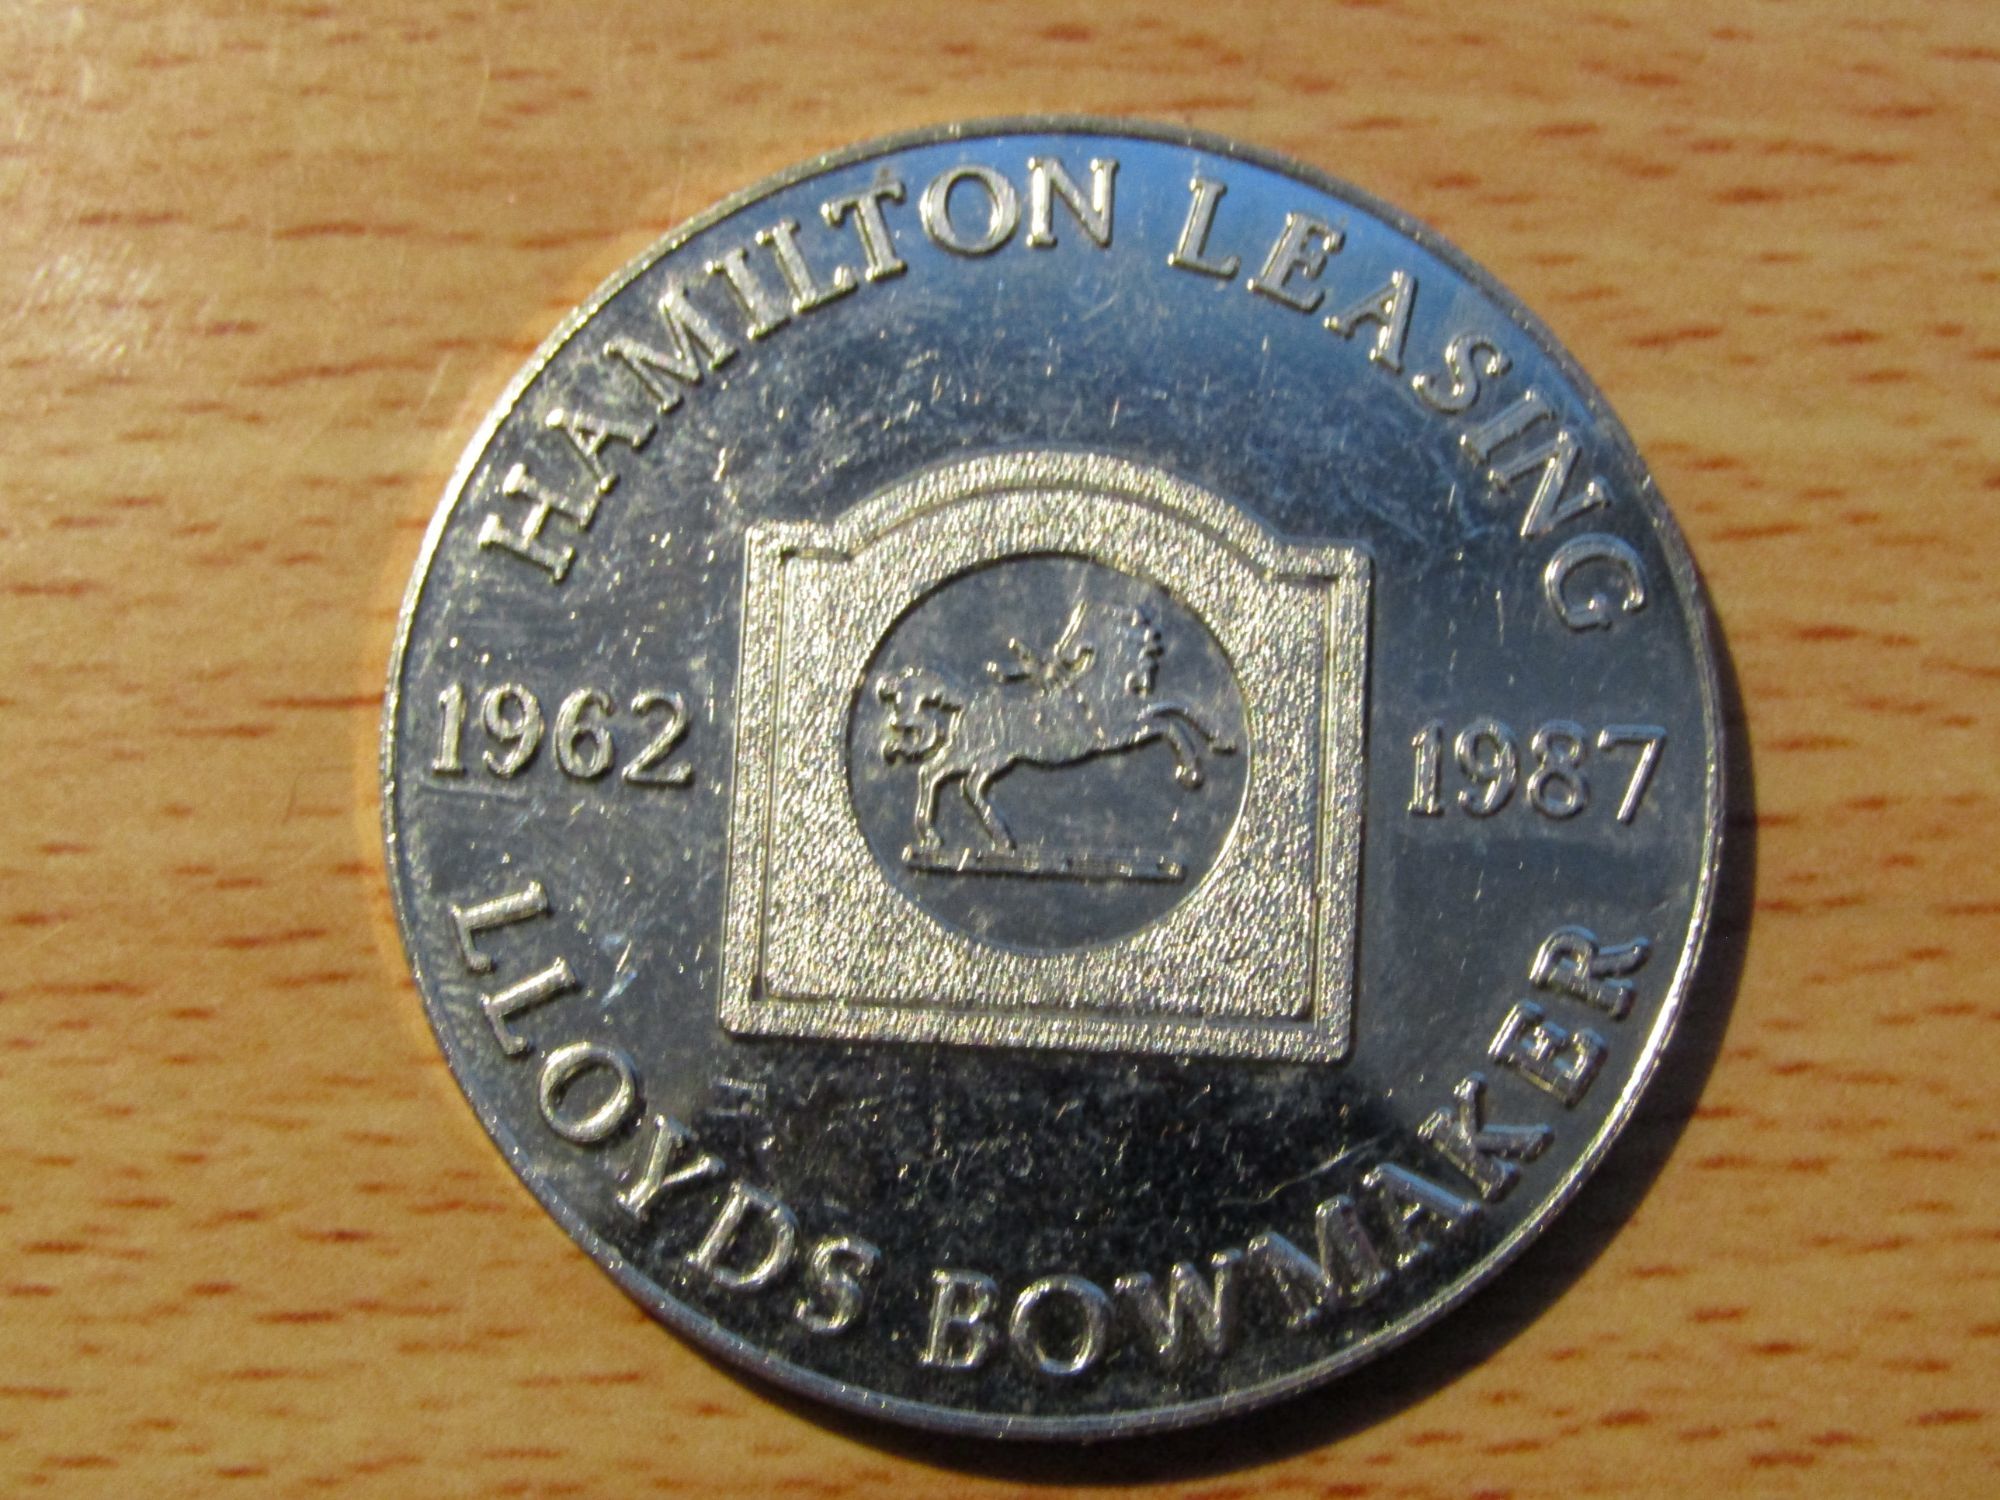 HAMILTON LEASING
1962
1987
LLOYDS BOWMAKER